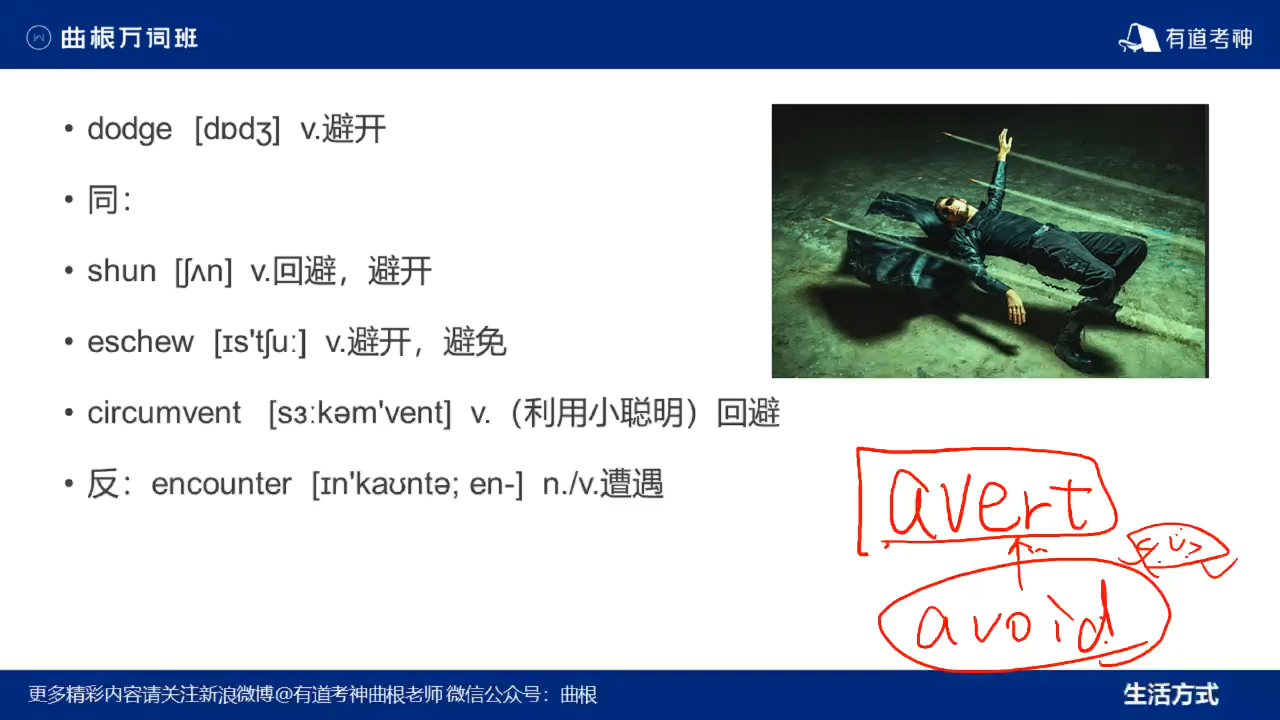 曲根万词班
有道考神
dodge [dɒdʒ] v.避开
同：
shun [ʃʌn] v.回避，避开
eschew [ɪs'tʃuː] v.避开，避免
circumvent [sɜːkəm'vent] v.（利用小聪明）回避
反：encounter [ɪn'kaʊntə; en-] n./v.遭遇
avert
avoid
更多精彩内容请关注新浪微博@有道考神曲根老师 微信公众号：曲根
生活方式